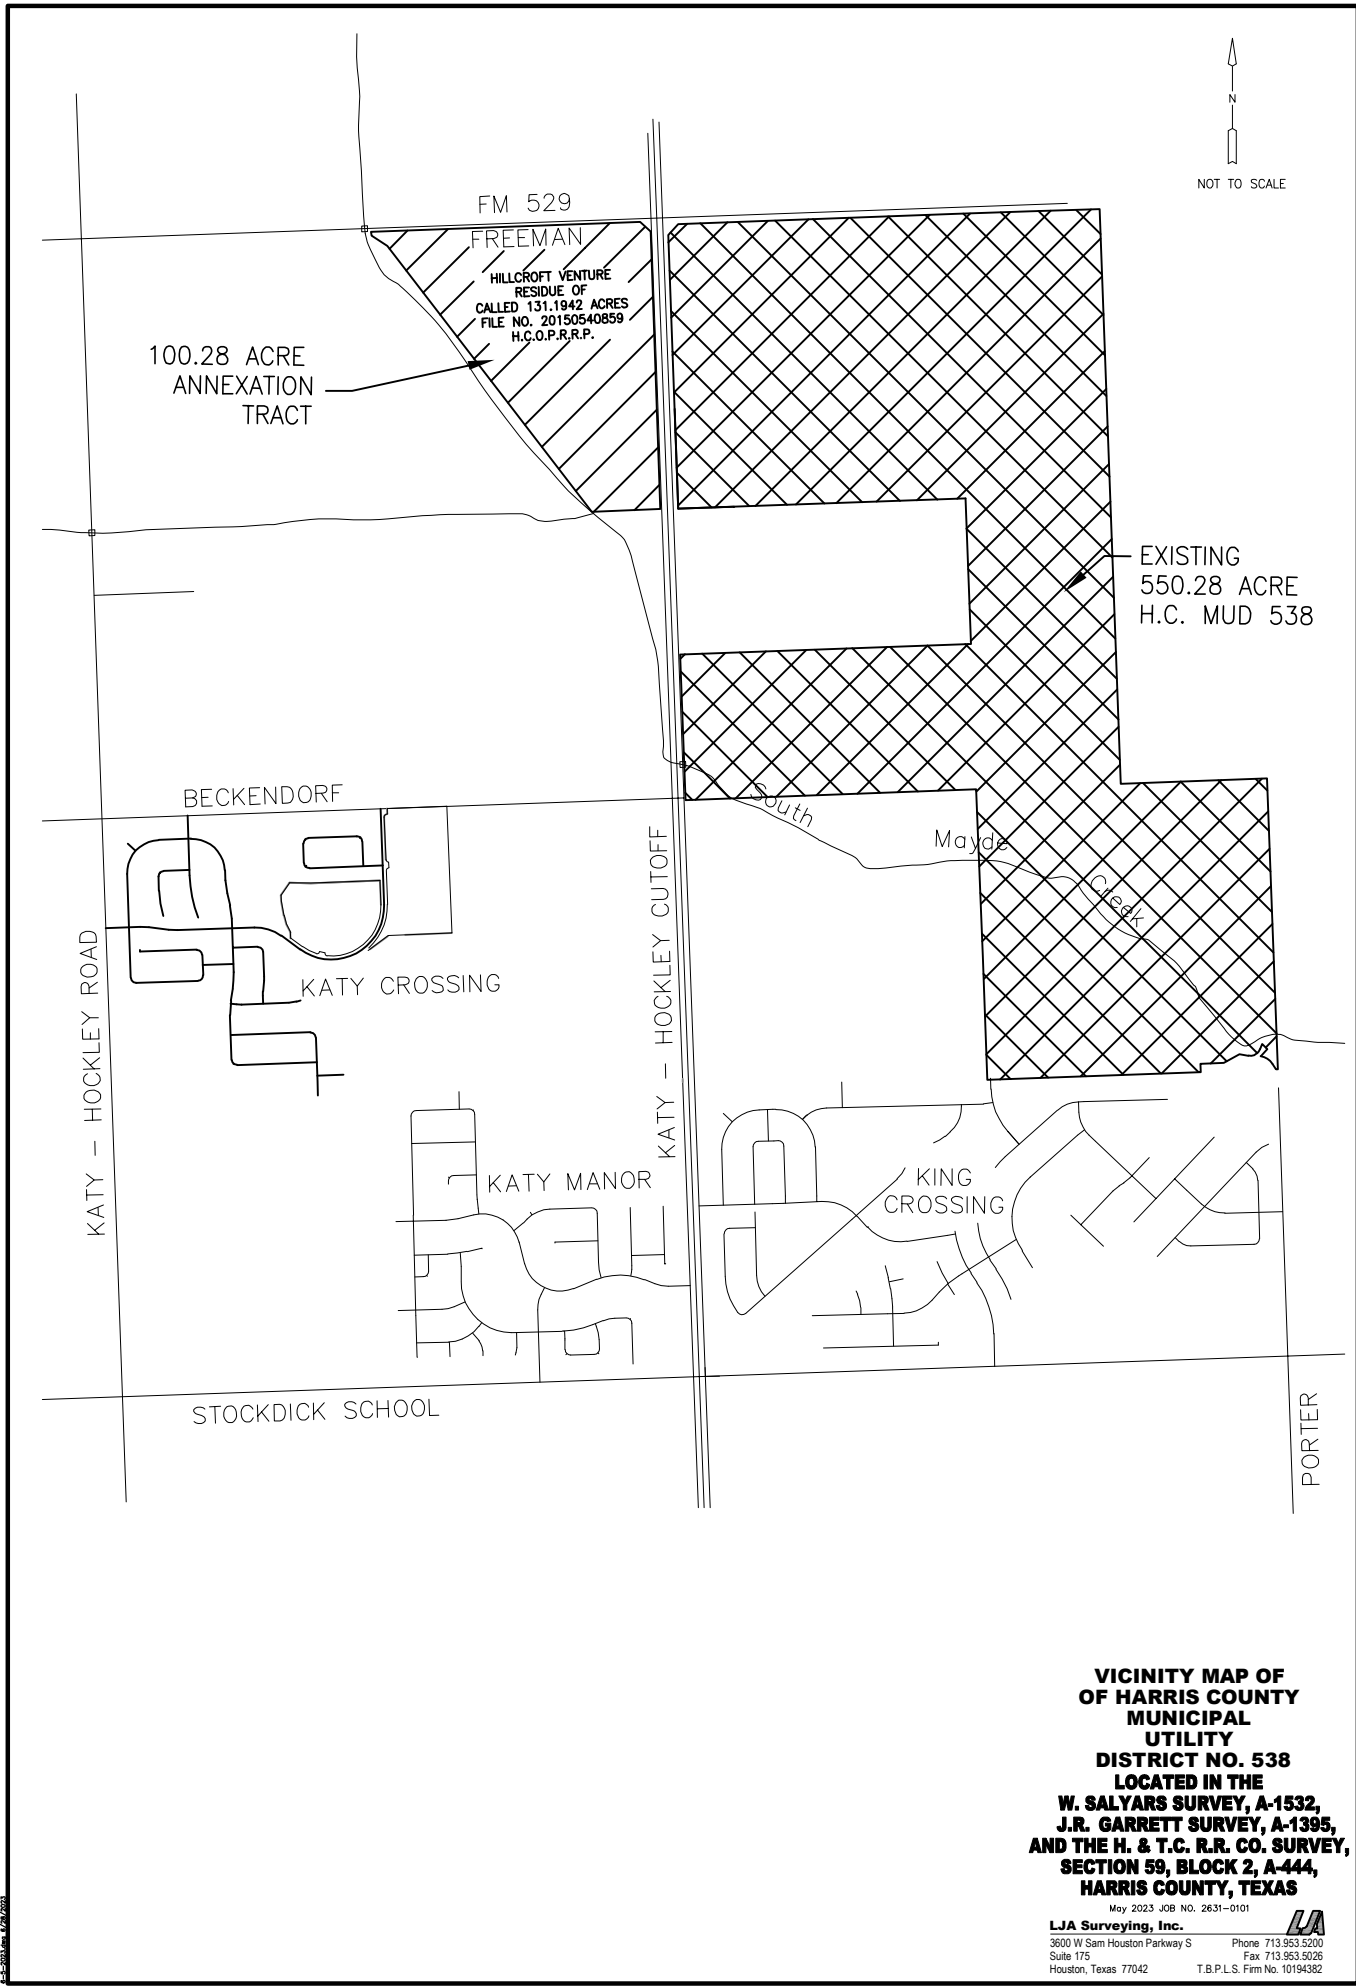 N
NOT TO SCALE
FM 529
FREEMAN
HILLCROFT VENTURE
RESIDUE OF
CALLED 131.1942 ACRES
FILE NO. 20150540859
H.C.O.P.R.R.P.
100.28 ACRE
ANNEXATION
TRACT
EXISTING
550.28 ACRE
H.C. MUD 538
BECKENDORF
South
Mayde
Creek
KATY - HOCKLEY ROAD
KATY - HOCKLEY CUTOFF
KATY CROSSING
KATY MANOR
KING
CROSSING
STOCKDICK SCHOOL
PORTER
VICINITY MAP OF
OF HARRIS COUNTY
MUNICIPAL
UTILITY
DISTRICT NO. 538
LOCATED IN THE
W. SALYARS SURVEY, A-1532,
J.R. GARRETT SURVEY, A-1395,
AND THE H. & T.C. R.R. CO. SURVEY,
SECTION 59, BLOCK 2, A-444,
HARRIS COUNTY, TEXAS
May 2023 JOB NO. 2631-0101
LJA Surveying, Inc.
LJA
3600 W Sam Houston Parkway S Phone 713.953.5200
Suite 175 Fax 713.953.5026
Houston, Texas 77042 T.B.P.L.S. Firm No. 10194382